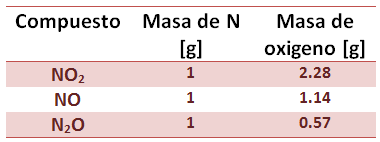 Compuesto Masa de N [g] Masa de oxigeno [g]
NO₂ 1 2.28
NO 1 1.14
N₂O 1 0.57